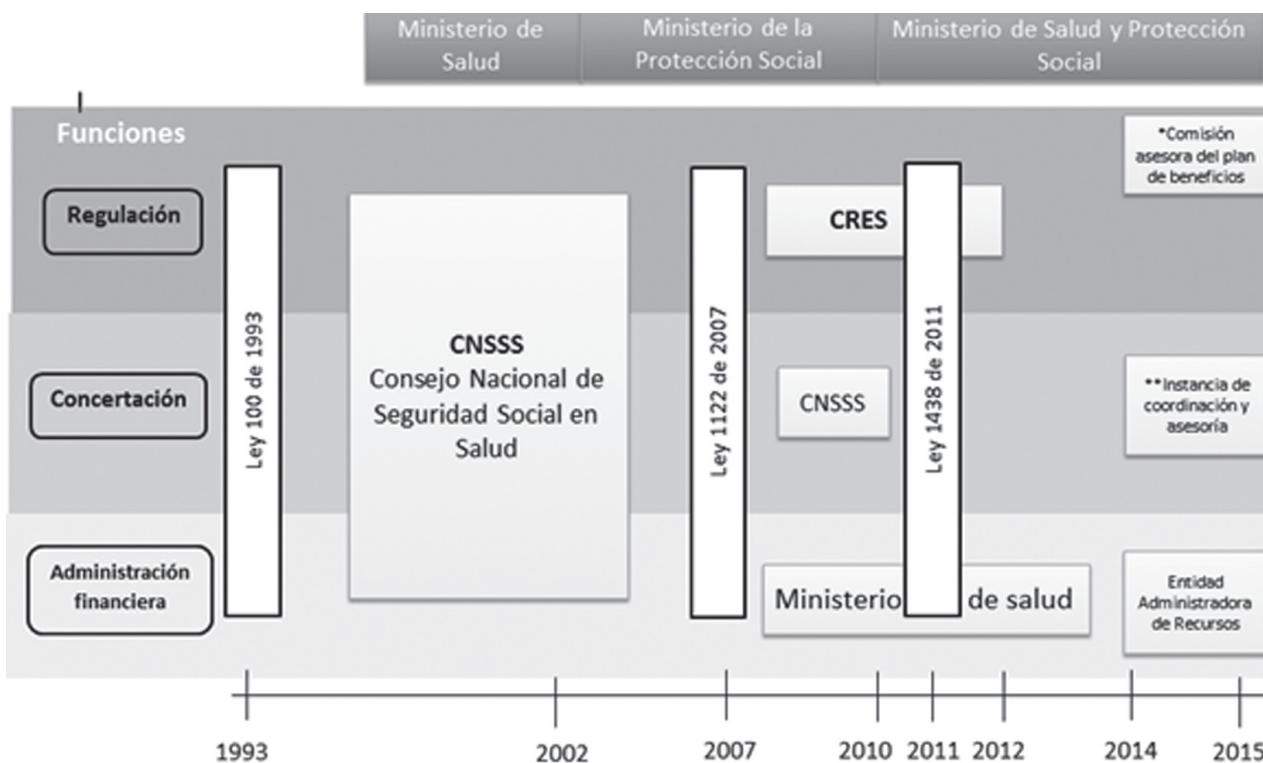 Ministerio de
Salud
Ministerio de la
Protección Social
Ministerio de Salud y Protección
Social
Funciones
Regulación
Concertación
Administración
financiera
Ley 100 de 1993
CNSSS
Consejo Nacional de
Seguridad Social en
Salud
Ley 1122 de 2007
CRES
CNSSS
Ministerio de salud
Ley 1438 de 2011
*Comisión
asesora del plan
de beneficios
**Instancia de
coordinación y
asesoría
Entidad
Administradora
de Recursos
1993
2002
2007
2010
2011
2012
2014
2015